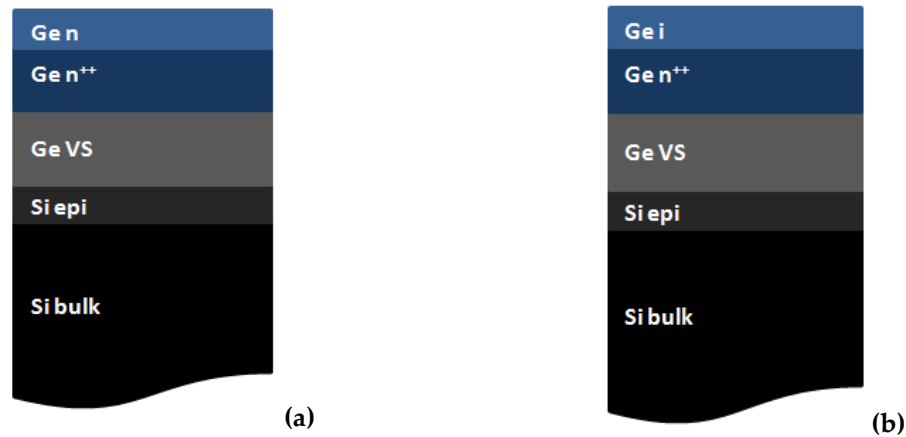 Ge n
Ge n⁺⁺
Ge VS
Si epi
Si bulk
(a)
Ge i
Ge n⁺⁺
Ge VS
Si epi
Si bulk
(b)